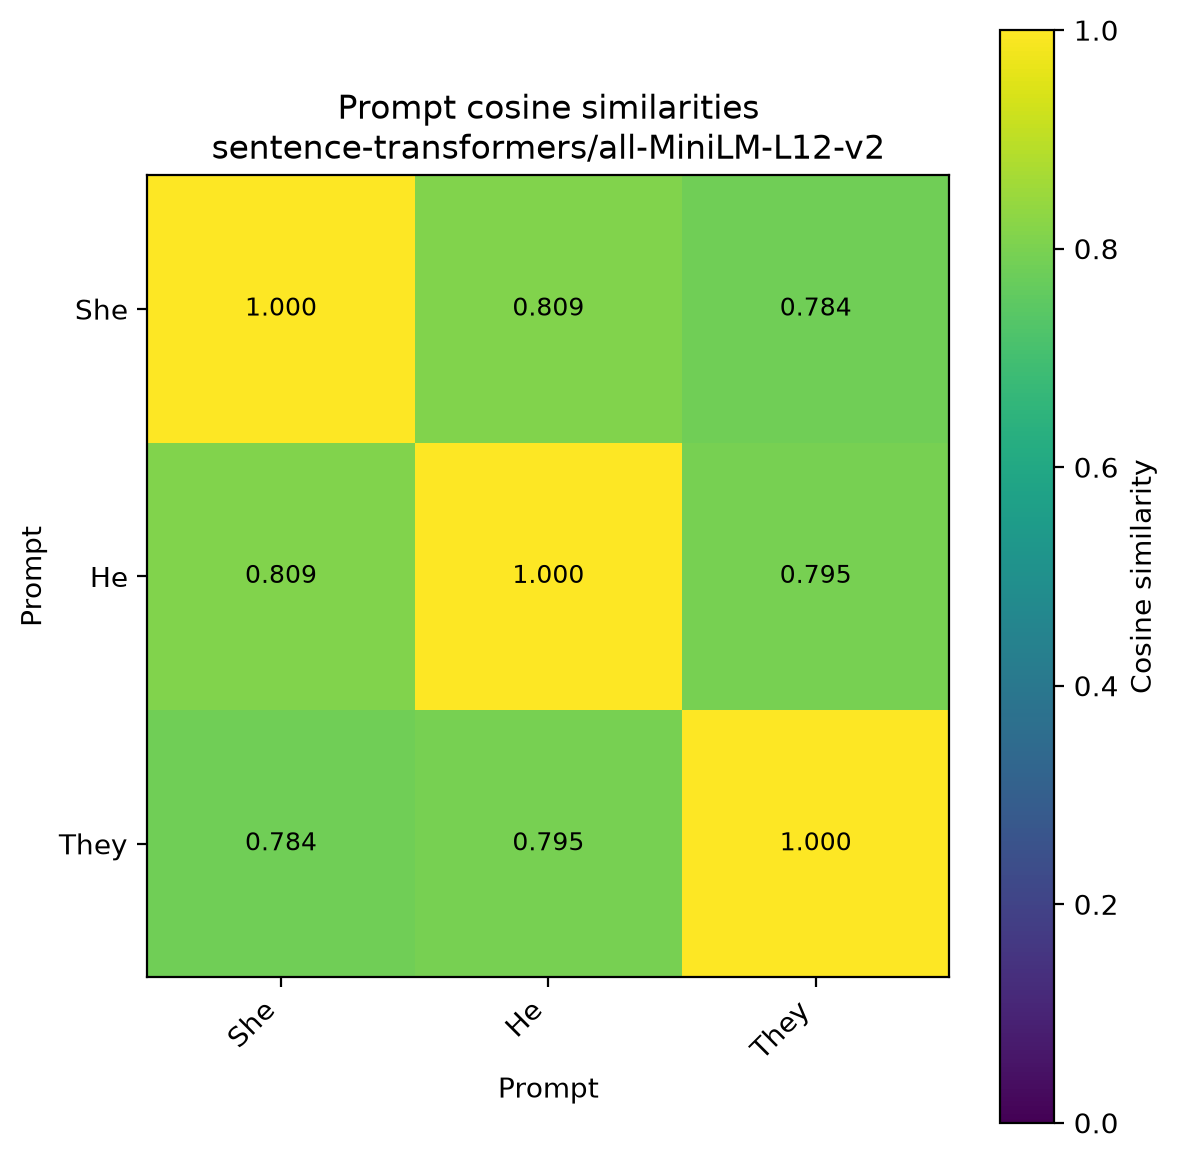 Prompt cosine similarities
sentence-transformers/all-MiniLM-L12-v2
She
1.000
0.809
0.784
He
0.809
1.000
0.795
They
0.784
0.795
1.000
She
He
They
Prompt
Prompt
1.0
0.8
0.6
0.4
0.2
0.0
Cosine similarity